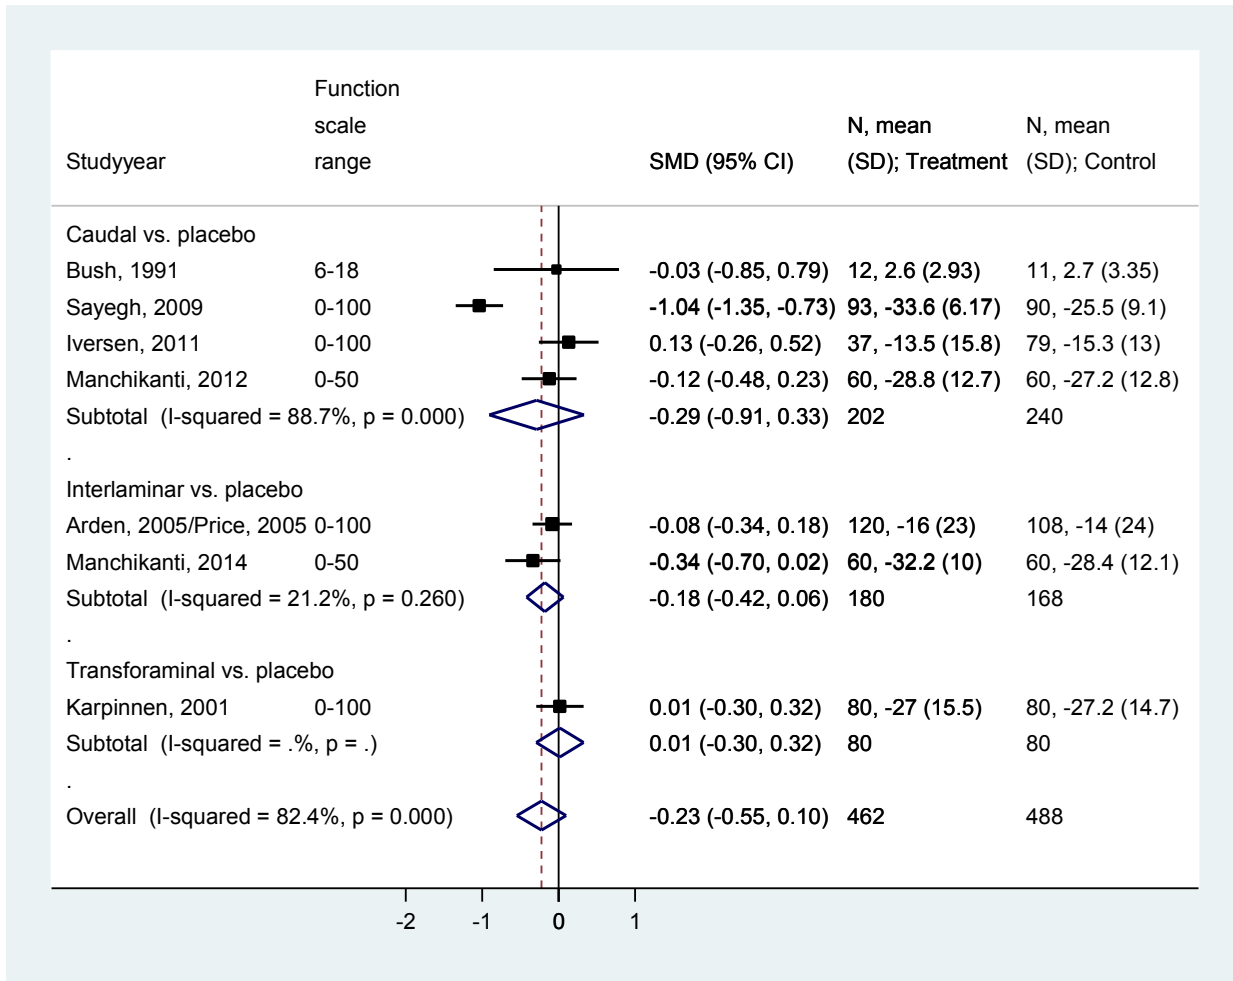 Function
scale N, mean N, mean
Studyyear range SMD (95% CI) (SD); Treatment (SD); Control
Caudal vs. placebo
Bush, 1991 6-18 -0.03 (-0.85, 0.79) 12, 2.6 (2.93) 11, 2.7 (3.35)
Sayegh, 2009 0-100 -1.04 (-1.35, -0.73) 93, -33.6 (6.17) 90, -25.5 (9.1)
Iversen, 2011 0-100 0.13 (-0.26, 0.52) 37, -13.5 (15.8) 79, -15.3 (13)
Manchikanti, 2012 0-50 -0.12 (-0.48, 0.23) 60, -28.8 (12.7) 60, -27.2 (12.8)
Subtotal (I-squared = 88.7%, p = 0.000) -0.29 (-0.91, 0.33) 202 240
.
Interlaminar vs. placebo
Arden, 2005/Price, 2005 0-100 -0.08 (-0.34, 0.18) 120, -16 (23) 108, -14 (24)
Manchikanti, 2014 0-50 -0.34 (-0.70, 0.02) 60, -32.2 (10) 60, -28.4 (12.1)
Subtotal (I-squared = 21.2%, p = 0.260) -0.18 (-0.42, 0.06) 180 168
.
Transforaminal vs. placebo
Karpinnen, 2001 0-100 0.01 (-0.30, 0.32) 80, -27 (15.5) 80, -27.2 (14.7)
Subtotal (I-squared = .%, p = .) 0.01 (-0.30, 0.32) 80 80
.
Overall (I-squared = 82.4%, p = 0.000) -0.23 (-0.55, 0.10) 462 488
-2 -1 0 1